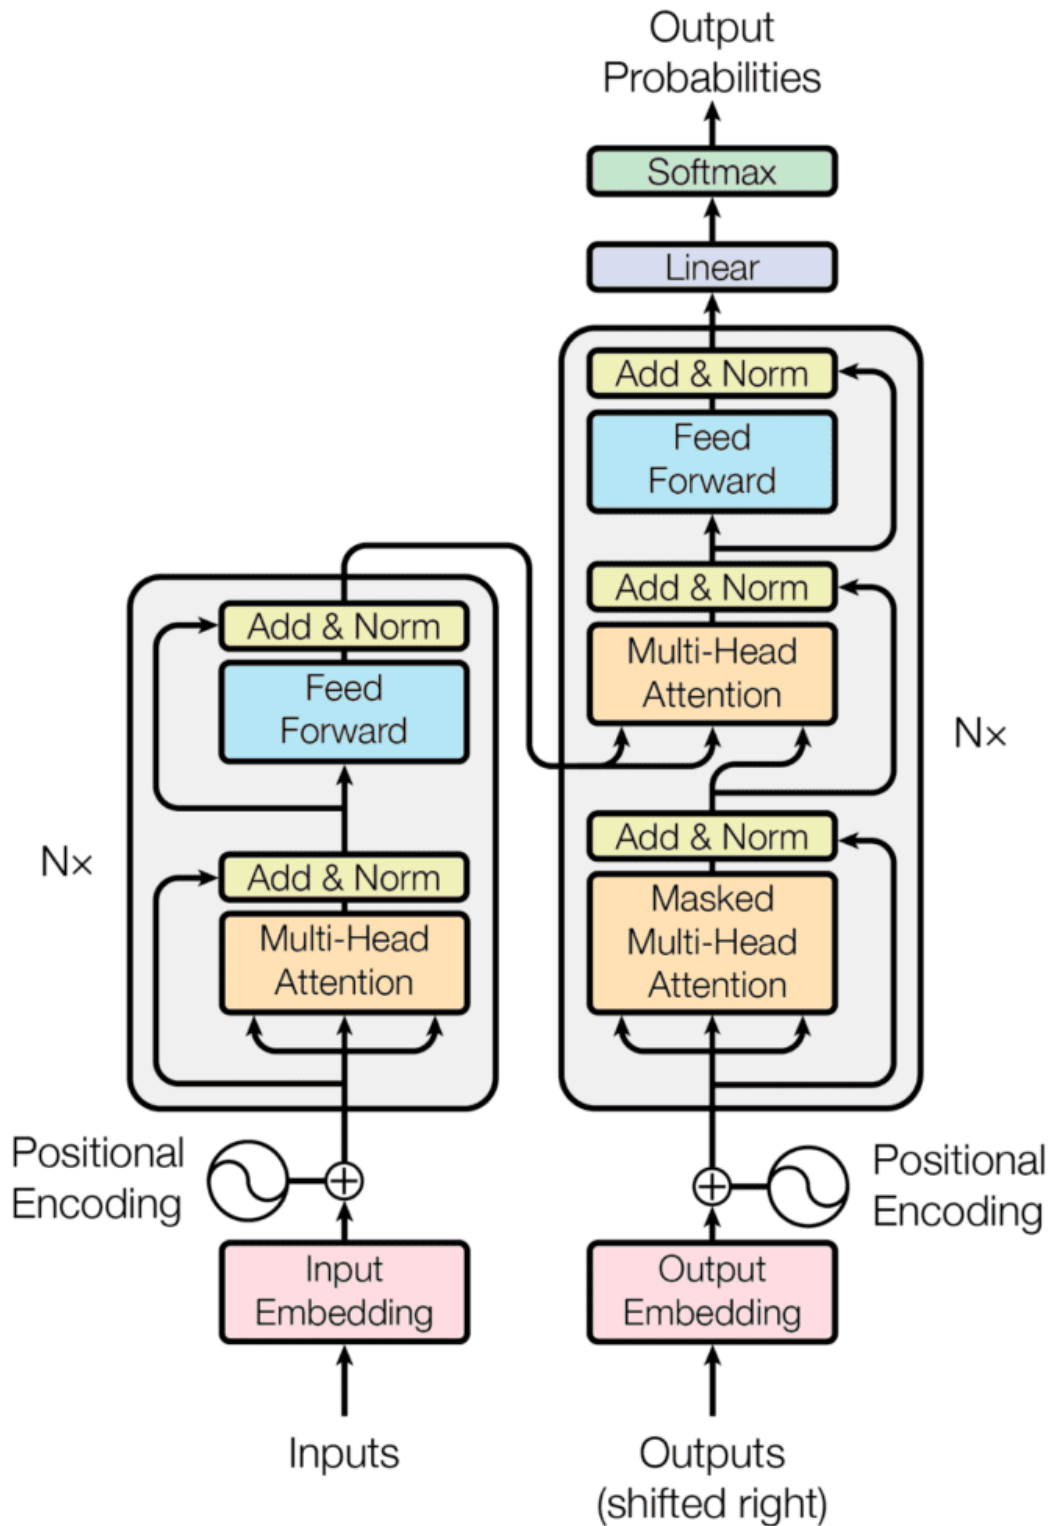 Output
Probabilities
Softmax
Linear
Add & Norm
Feed
Forward
Add & Norm
Multi-Head
Attention
N×
Add & Norm
Masked
Multi-Head
Attention
Add & Norm
Feed
Forward
N×
Add & Norm
Multi-Head
Attention
Positional
Encoding
Positional
Encoding
Input
Embedding
Output
Embedding
Inputs
Outputs
(shifted right)